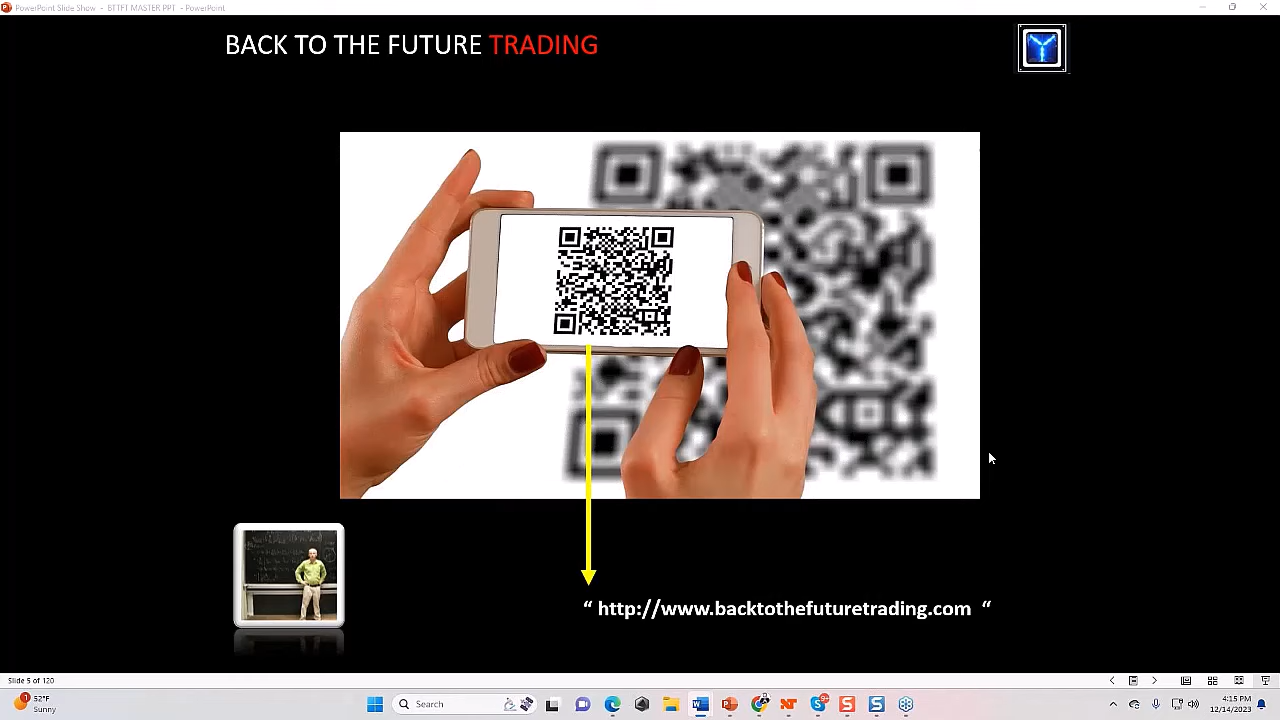 PowerPoint Slide Show - BTTFT MASTER PPT - PowerPoint
BACK TO THE FUTURE TRADING
“ http://www.backtothefuturetrading.com “
Slide 5 of 120
1
52°F
Sunny
Search
4:15 PM
12/14/2023